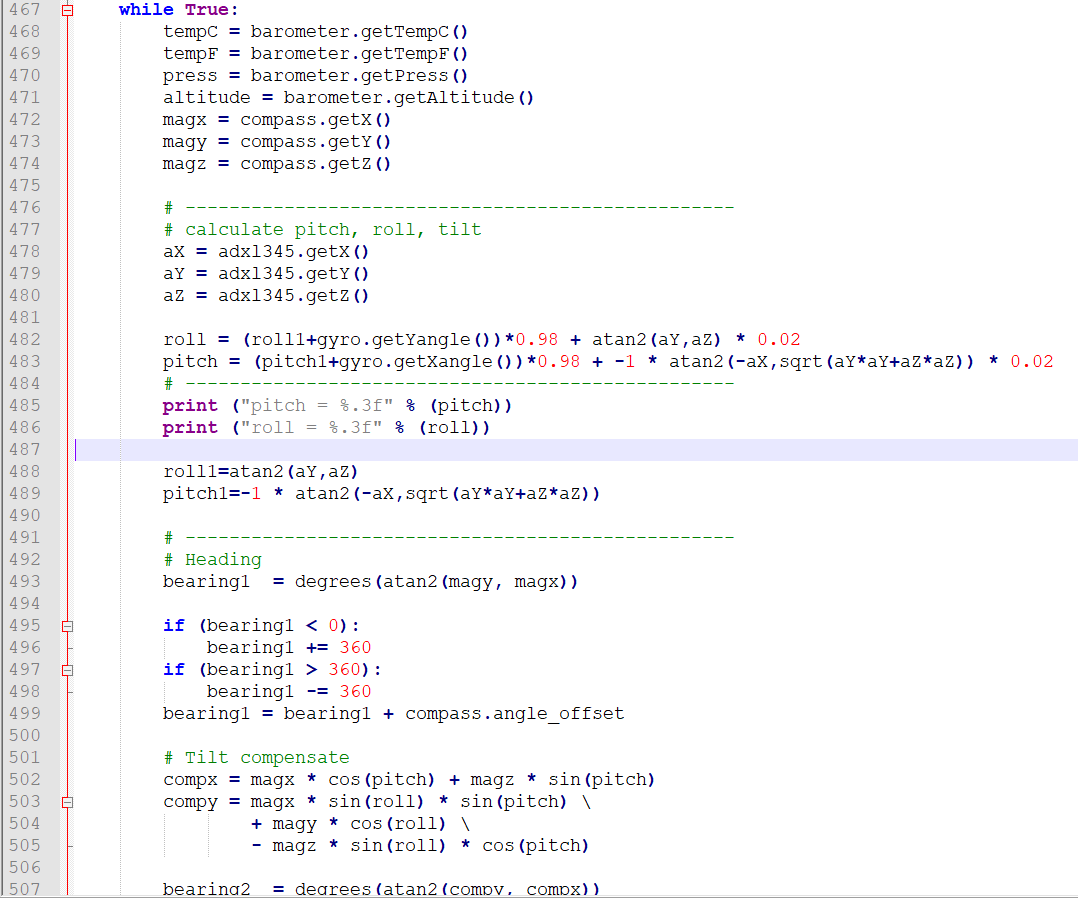 467 while True:
468 tempC = barometer.getTempC()
469 tempF = barometer.getTempF()
470 press = barometer.getPress()
471 altitude = barometer.getAltitude()
472 magx = compass.getX()
473 magy = compass.getY()
474 magz = compass.getZ()
475
476 # --------------------------------------------------
477 # calculate pitch, roll, tilt
478 aX = adxl345.getX()
479 aY = adxl345.getY()
480 aZ = adxl345.getZ()
481
482 roll = (roll1+gyro.getYangle())*0.98 + atan2(aY,aZ) * 0.02
483 pitch = (pitch1+gyro.getXangle())*0.98 + -1 * atan2(-aX,sqrt(aY*aY+aZ*aZ)) * 0.02
484 # --------------------------------------------------
485 print ("pitch = %.3f" % (pitch))
486 print ("roll = %.3f" % (roll))
487
488 roll1=atan2(aY,aZ)
489 pitch1=-1 * atan2(-aX,sqrt(aY*aY+aZ*aZ))
490
491 # --------------------------------------------------
492 # Heading
493 bearing1  = degrees(atan2(magy, magx))
494
495 if (bearing1 < 0):
496 bearing1 += 360
497 if (bearing1 > 360):
498 bearing1 -= 360
499 bearing1 = bearing1 + compass.angle_offset
500
501 # Tilt compensate
502 compx = magx * cos(pitch) + magz * sin(pitch)
503 compy = magx * sin(roll) * sin(pitch) \
504 + magy * cos(roll) \
505 - magz * sin(roll) * cos(pitch)
506
507 bearing2  = degrees(atan2(compy, compx))